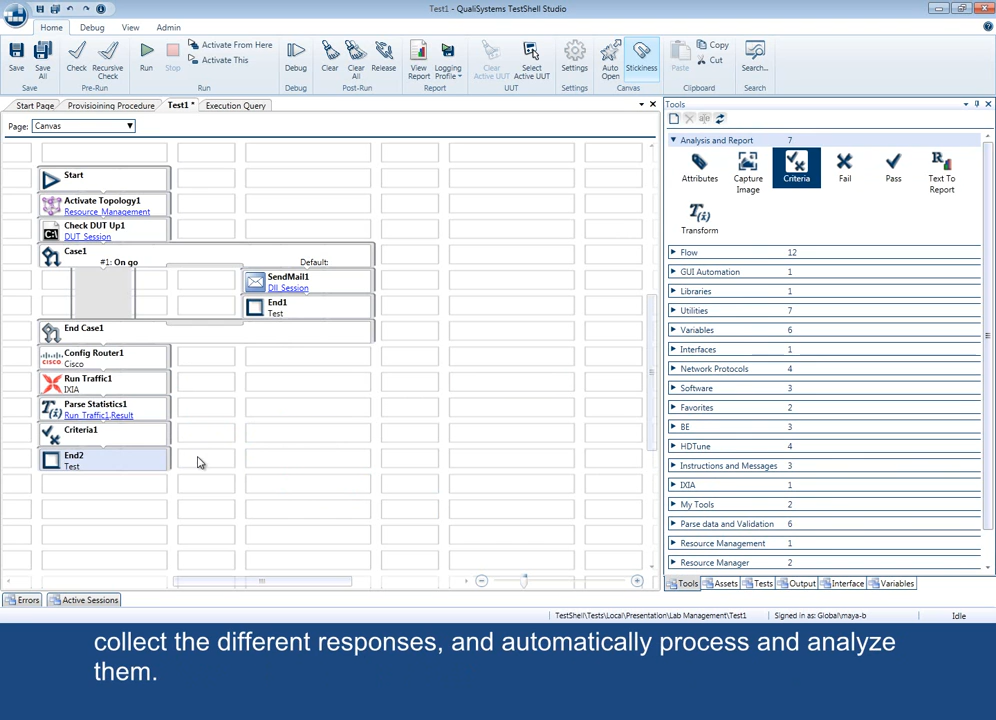 Test1 * - QualiSystems TestShell Studio
Home Debug View Admin
Save Save All Check Recursive Check Run Stop Activate From Here Activate This Debug Clear Clear All Release View Report Logging Profile Clear Active UUT Select Active UUT Settings Auto Open Stickiness Paste Copy Cut Search...
Save Pre-Run Run Debug Post-Run Report UUT Settings Canvas Clipboard Search
Start Page Provisioining Procedure Test1 * Execution Query
Page: Canvas
Start
Activate Topology1
Resource_Management
Check DUT Up1
DUT_Session
Case1
#1: On go Default:
SendMail1
Dll_Session
End1
Test
End Case1
Config Router1
Cisco
Run Traffic1
IXIA
Parse Statistics1
Run_Traffic1.Result
Criteria1
End2
Test
Tools
Analysis and Report 7
Attributes Capture Image Criteria Fail Pass Text To Report
Transform
Flow 12
GUI Automation 1
Libraries 1
Utilities 7
Variables 6
Interfaces 1
Network Protocols 4
Software 3
Favorites 2
BE 3
HDTune 4
Instructions and Messages 3
IXIA 1
My Tools 2
Parse data and Validation 6
Resource Management 1
Resource Manager 2
Tools Assets Tests Output Interface Variables
Errors Active Sessions
TestShell\Tests\Local\Presentation\Lab Management\Test1 Signed in as: Global\maya-b Idle
collect the different responses, and automatically process and analyze
them.